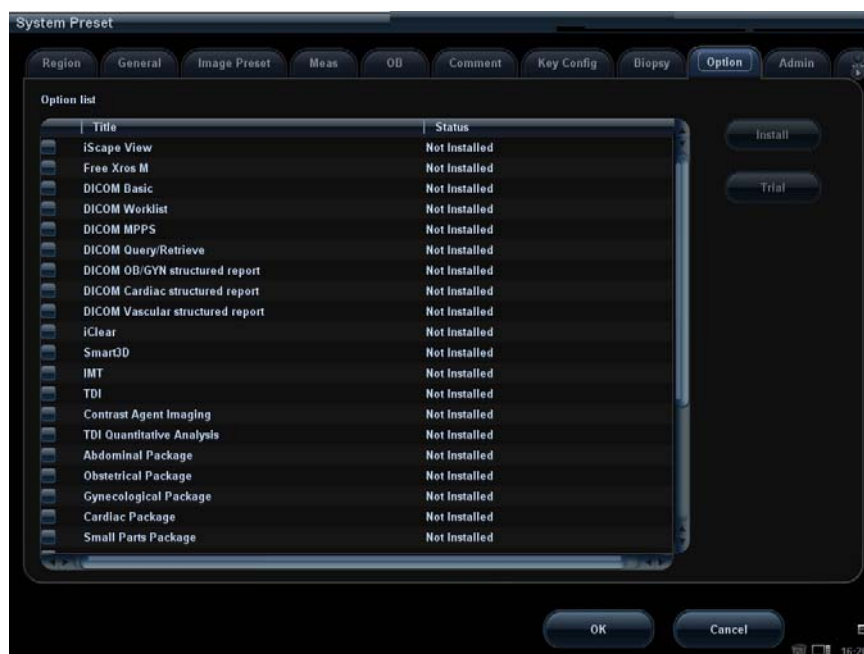 System Preset
Region General Image Preset Meas OB Comment Key Config Biopsy Option Admin
Option list
Title Status
iScape View Not Installed
Install
Free Xros M Not Installed
DICOM Basic Not Installed
Trial
DICOM Worklist Not Installed
DICOM MPPS Not Installed
DICOM Query/Retrieve Not Installed
DICOM OB/GYN structured report Not Installed
DICOM Cardiac structured report Not Installed
DICOM Vascular structured report Not Installed
iClear Not Installed
Smart3D Not Installed
IMT Not Installed
TDI Not Installed
Contrast Agent Imaging Not Installed
TDI Quantitative Analysis Not Installed
Abdominal Package Not Installed
Obstetrical Package Not Installed
Gynecological Package Not Installed
Cardiac Package Not Installed
Small Parts Package Not Installed
OK Cancel